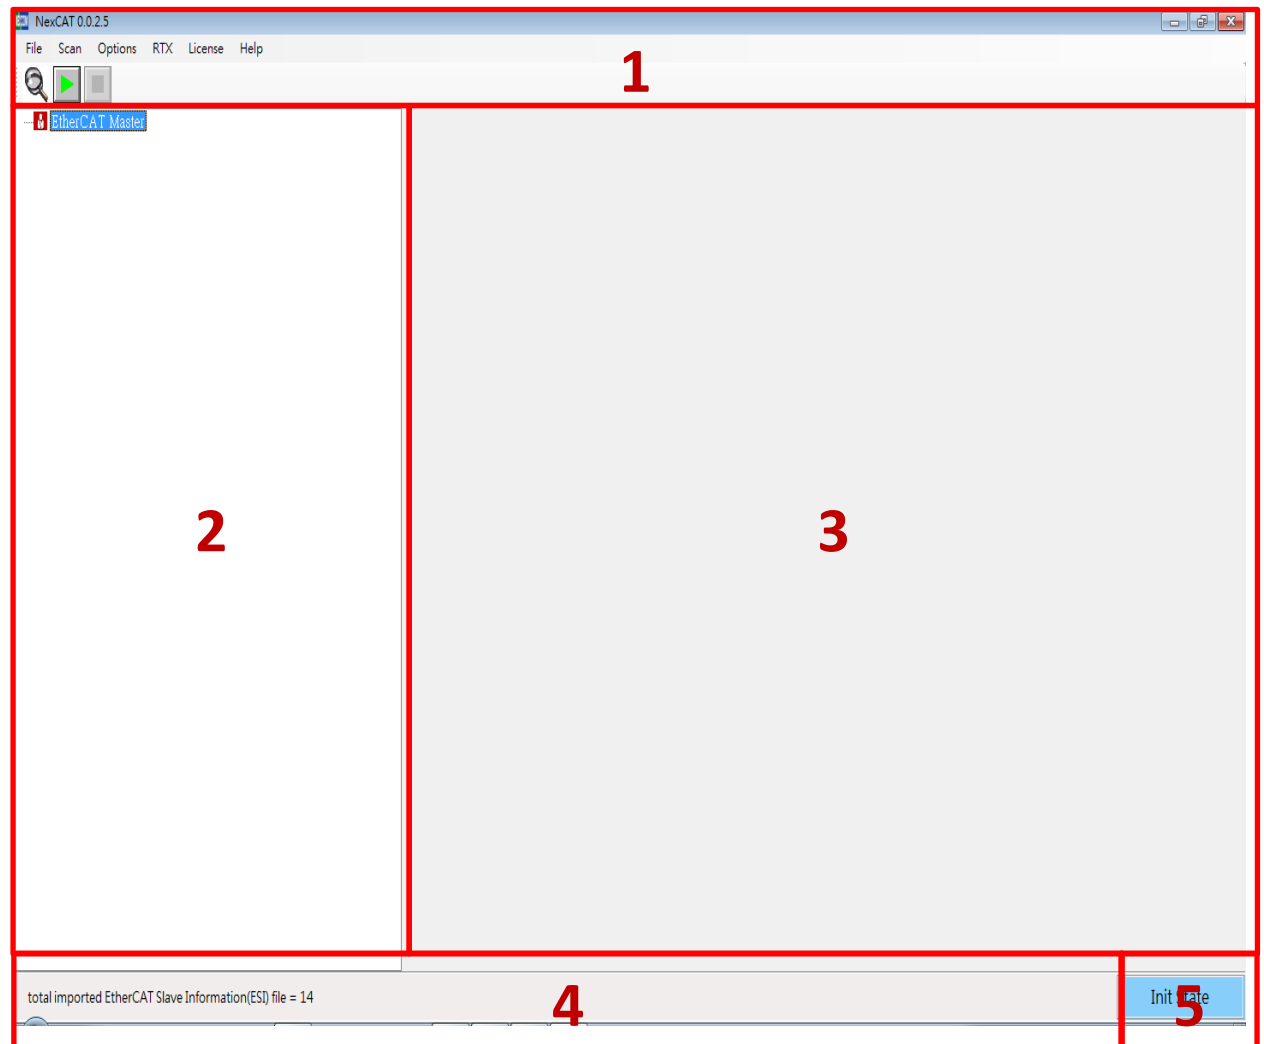 NexCAT 0.0.2.5
File Scan Options RTX License Help
1
EtherCAT Master
2
3
total imported EtherCAT Slave Information(ESI) file = 14
4
Init State
5